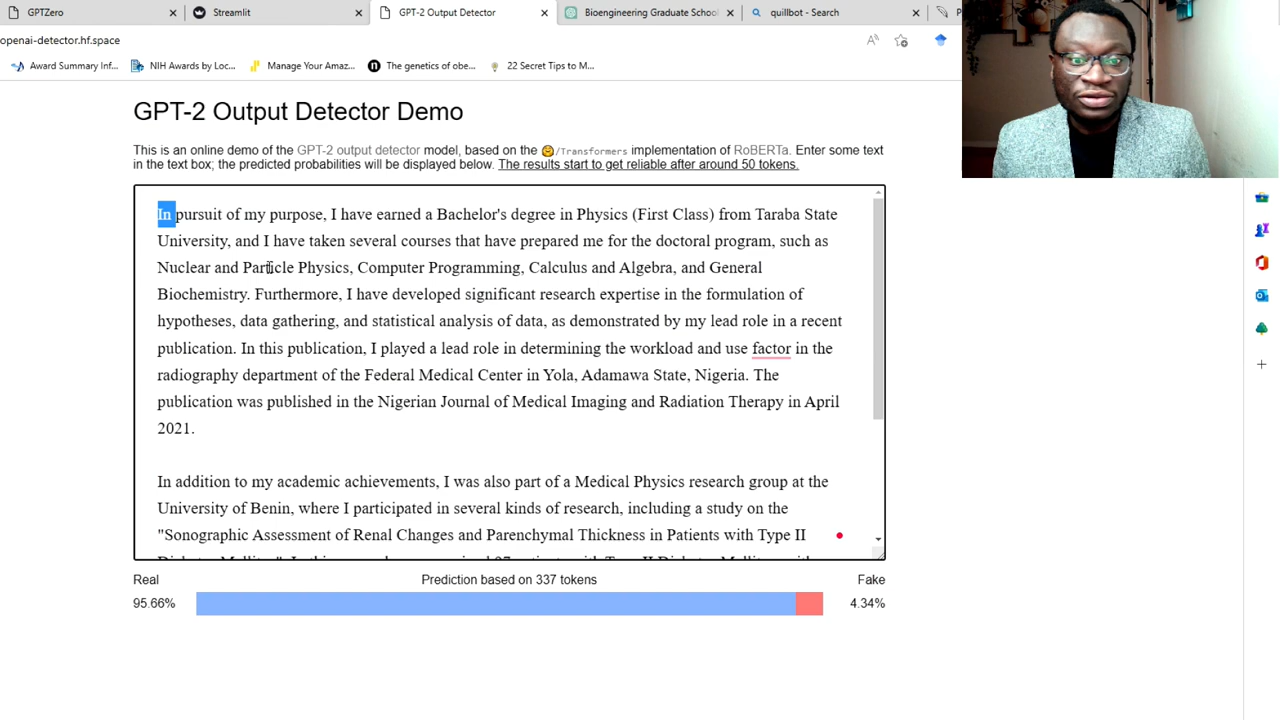 GPTZero
Streamlit
GPT-2 Output Detector
Bioengineering Graduate School
quillbot - Search
openai-detector.hf.space
Award Summary Inf...
NIH Awards by Loc...
Manage Your Amaz...
The genetics of obe...
22 Secret Tips to M...
GPT-2 Output Detector Demo
This is an online demo of the GPT-2 output detector model, based on the 🤗/Transformers implementation of RoBERTa. Enter some text
in the text box; the predicted probabilities will be displayed below. The results start to get reliable after around 50 tokens.
In pursuit of my purpose, I have earned a Bachelor's degree in Physics (First Class) from Taraba State
University, and I have taken several courses that have prepared me for the doctoral program, such as
Nuclear and Particle Physics, Computer Programming, Calculus and Algebra, and General
Biochemistry. Furthermore, I have developed significant research expertise in the formulation of
hypotheses, data gathering, and statistical analysis of data, as demonstrated by my lead role in a recent
publication. In this publication, I played a lead role in determining the workload and use factor in the
radiography department of the Federal Medical Center in Yola, Adamawa State, Nigeria. The
publication was published in the Nigerian Journal of Medical Imaging and Radiation Therapy in April
2021.
In addition to my academic achievements, I was also part of a Medical Physics research group at the
University of Benin, where I participated in several kinds of research, including a study on the
"Sonographic Assessment of Renal Changes and Parenchymal Thickness in Patients with Type II
Real
Prediction based on 337 tokens
Fake
95.66%
4.34%